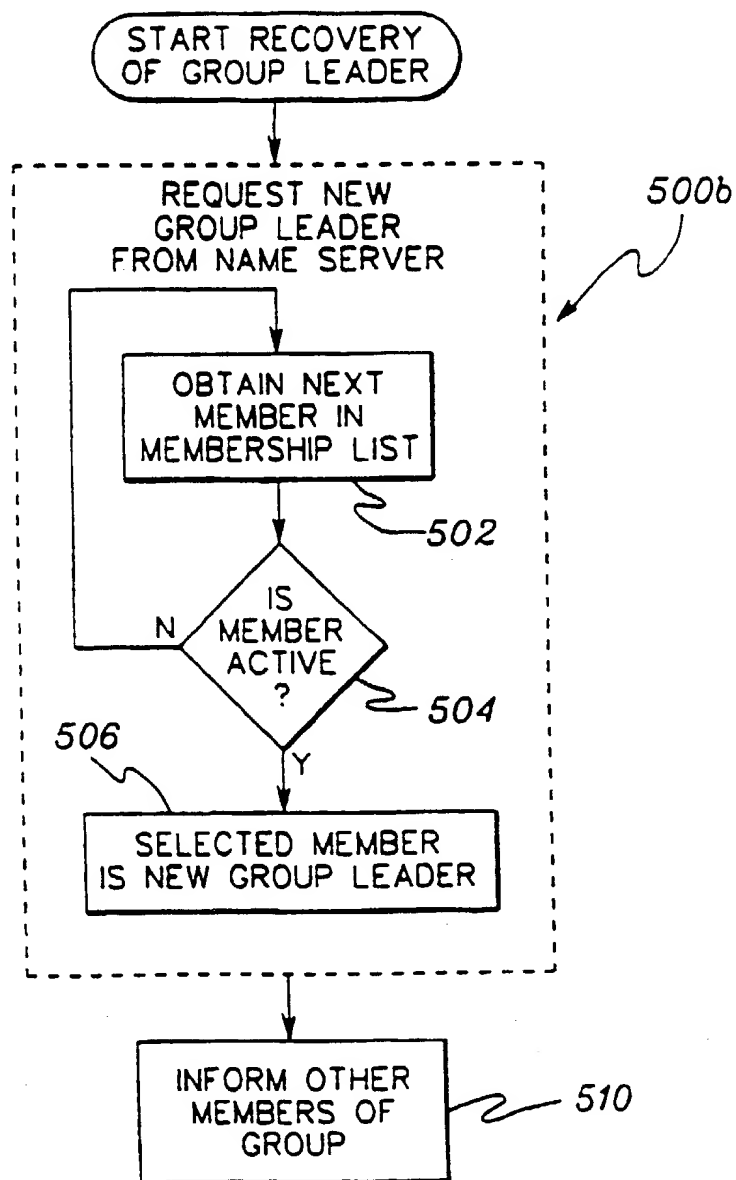 START RECOVERY
OF GROUP LEADER
REQUEST NEW
GROUP LEADER
FROM NAME SERVER
500b
OBTAIN NEXT
MEMBER IN
MEMBERSHIP LIST
502
IS
MEMBER
ACTIVE
?
N
504
Y
506
SELECTED MEMBER
IS NEW GROUP LEADER
INFORM OTHER
MEMBERS OF
GROUP
510